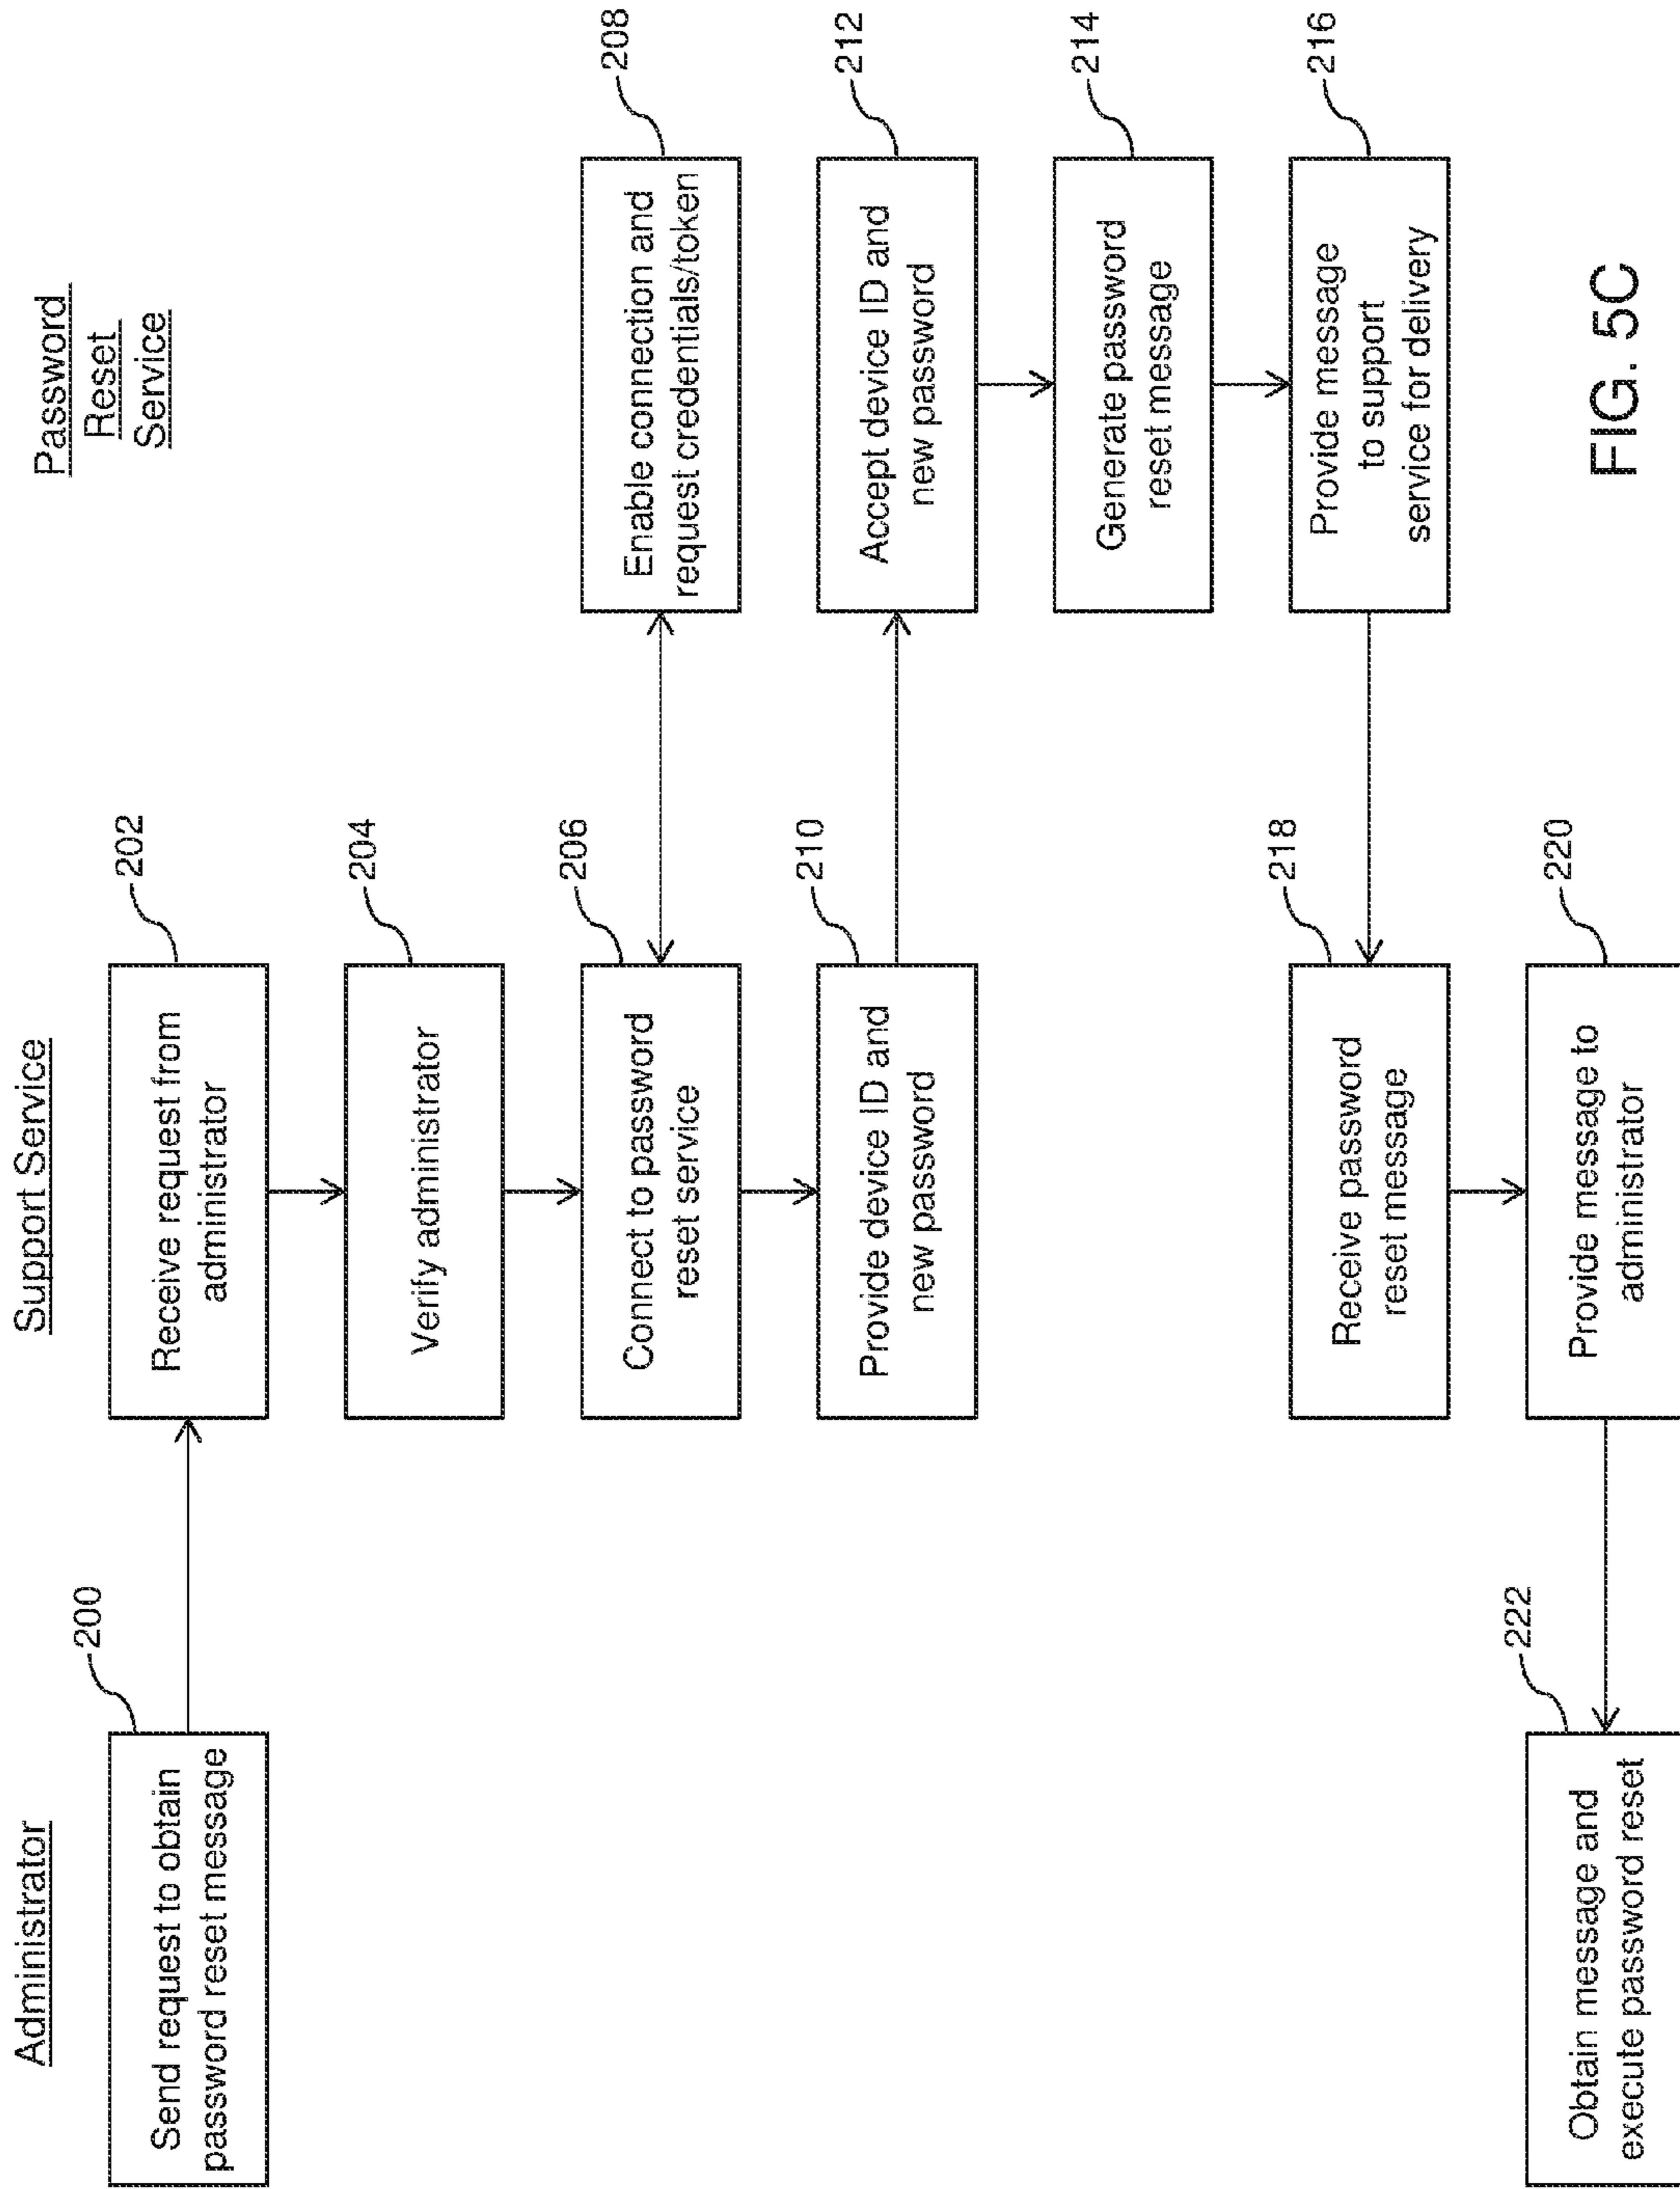 Administrator
Support Service
Password
Reset
Service
200
Send request to obtain
password reset message
202
Receive request from
administrator
204
Verify administrator
206
Connect to password
reset service
208
Enable connection and
request credentials/token
210
Provide device ID and
new password
212
Accept device ID and
new password
214
Generate password
reset message
216
Provide message
to support
service for delivery
218
Receive password
reset message
220
Provide message to
administrator
222
Obtain message and
execute password reset
FIG. 5C